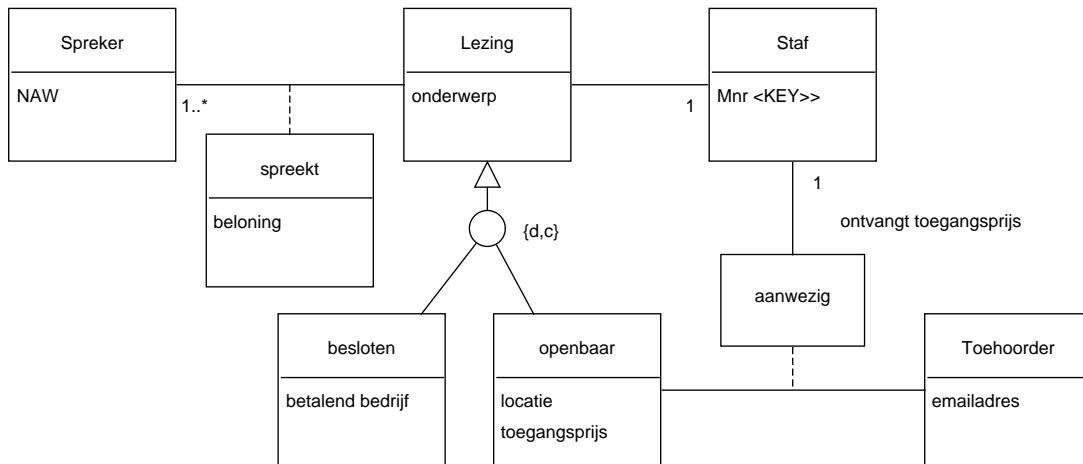 Spreker
Lezing
Staf
NAW
onderwerp
Mnr <KEY>>
1..*
1
spreekt
beloning
1
ontvangt toegangsprijs
{d,c}
aanwezig
besloten
openbaar
Toehoorder
betalend bedrijf
locatie
toegangsprijs
emailadres